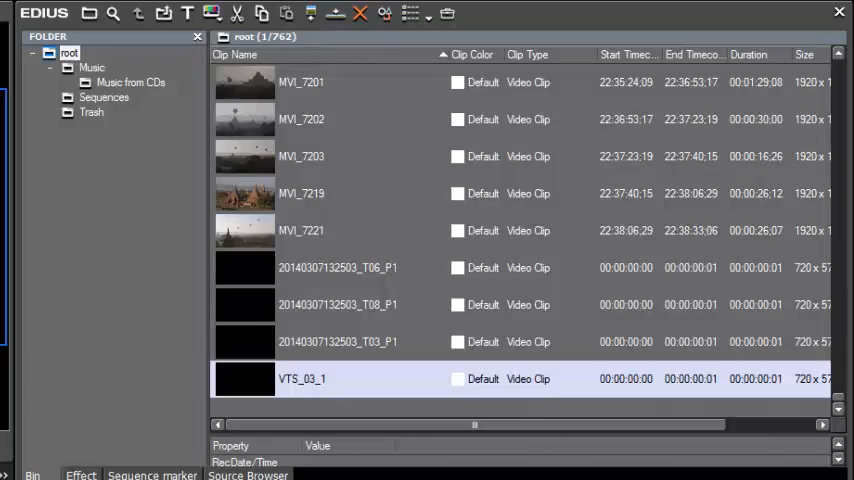 EDIUS
FOLDER
root (1/762)
root
Music
Music from CDs
Sequences
Trash
Clip Name Clip Color Clip Type Start Timec... End Timeco... Duration Size
MVI_7201 Default Video Clip 22:35:24;09 22:36:53;17 00:01:29;08 1920 x 1
MVI_7202 Default Video Clip 22:36:53;17 22:37:23;19 00:00:30;00 1920 x 1
MVI_7203 Default Video Clip 22:37:23;19 22:37:40;15 00:00:16;26 1920 x 1
MVI_7219 Default Video Clip 22:37:40;15 22:38:06;29 00:00:26;12 1920 x 1
MVI_7221 Default Video Clip 22:38:06;29 22:38:33;06 00:00:26;07 1920 x 1
20140307132503_T06_P1 Default Video Clip 00:00:00;00 00:00:00;01 00:00:00;01 720 x 57
20140307132503_T08_P1 Default Video Clip 00:00:00;00 00:00:00;01 00:00:00;01 720 x 57
20140307132503_T03_P1 Default Video Clip 00:00:00;00 00:00:00;01 00:00:00;01 720 x 57
VTS_03_1 Default Video Clip 00:00:00;00 00:00:00;01 00:00:00;01 720 x 57
Property Value
RecDate/Time
Bin Effect Sequence marker Source Browser